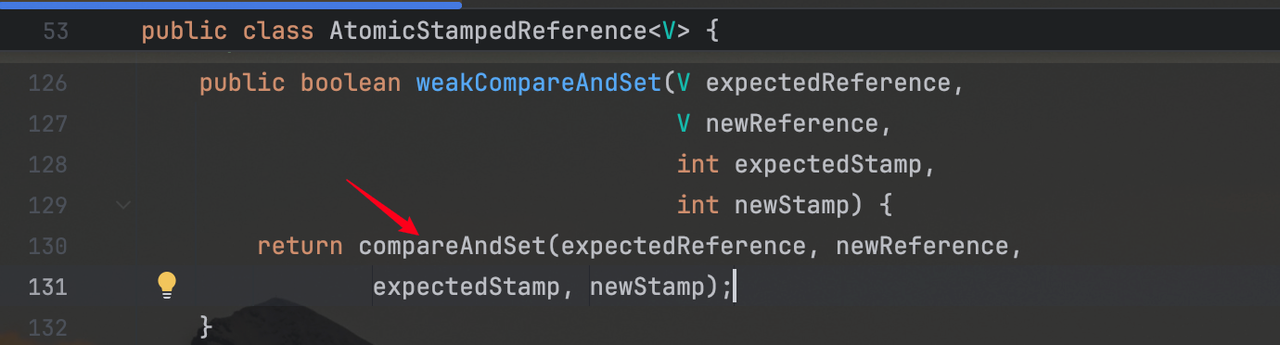 53 public class AtomicStampedReference<V> {
126 public boolean weakCompareAndSet(V expectedReference,
127 V newReference,
128 int expectedStamp,
129 int newStamp) {
130 return compareAndSet(expectedReference, newReference,
131 expectedStamp, newStamp);
132 }